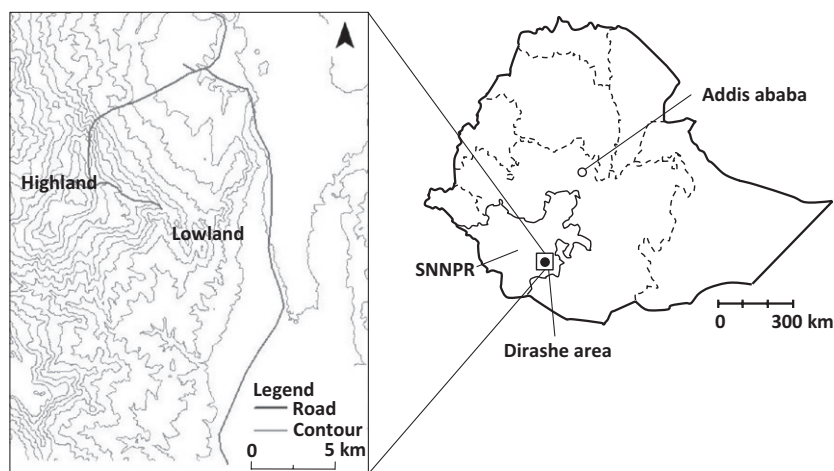 Highland
Lowland
Legend
Road
Contour
0 5 km
Addis ababa
SNNPR
Dirashe area
0 300 km